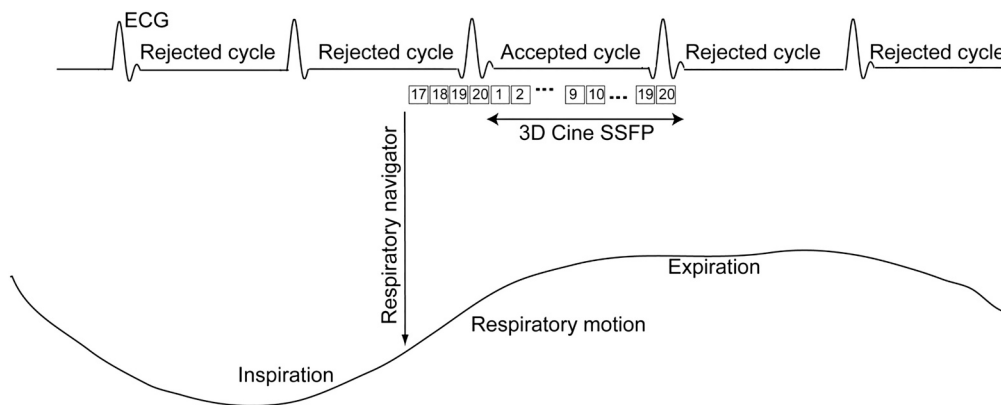 ECG
Rejected cycle Rejected cycle Accepted cycle Rejected cycle Rejected cycle
17 18 19 20 1 2 ... 9 10 ... 19 20
3D Cine SSFP
Respiratory navigator
Expiration
Respiratory motion
Inspiration